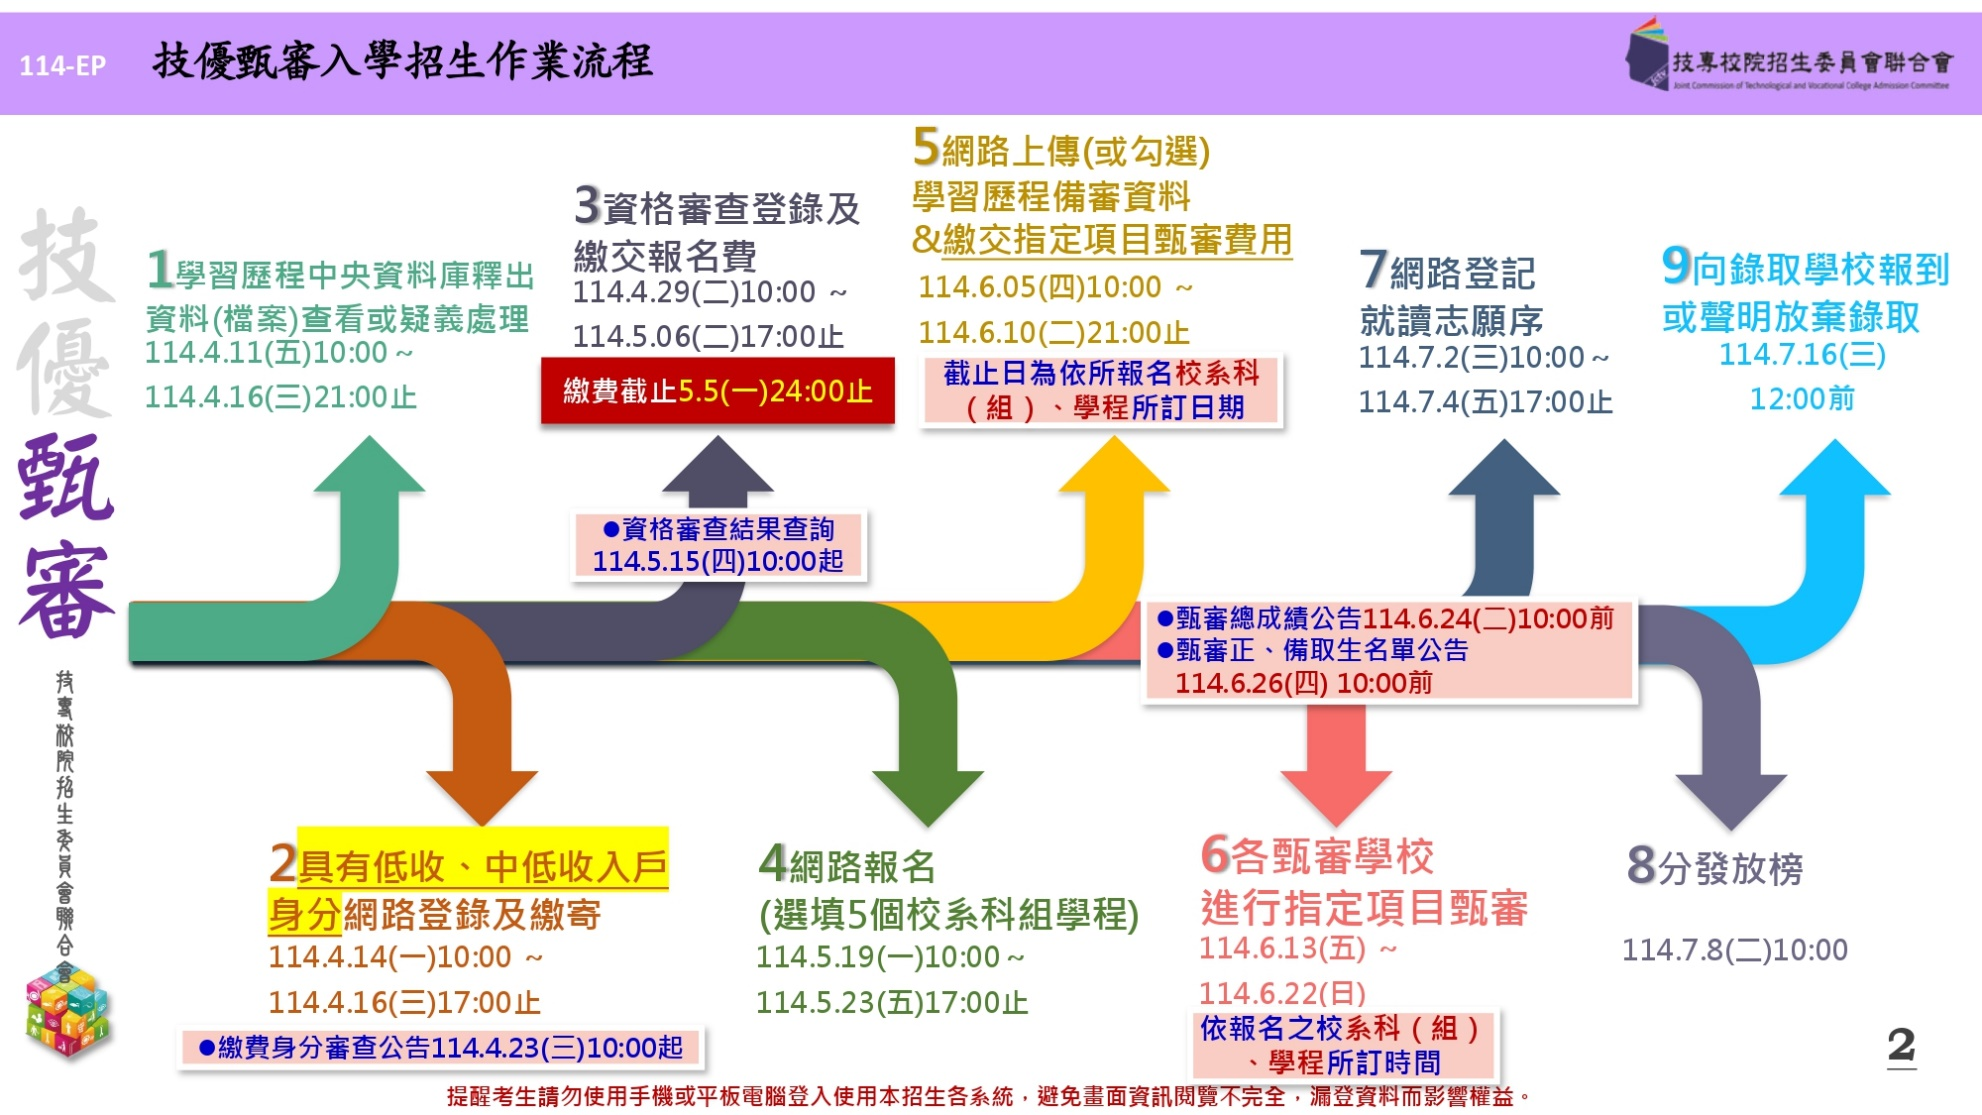 114-EP
技優甄審入學招生作業流程
技專校院招生委員會聯合會
Joint Commission of Technological and Vocational College Admission Committee
技優甄審
技專校院招生委員會聯合會
1學習歷程中央資料庫釋出
資料(檔案)查看或疑義處理
114.4.11(五)10:00 ~
114.4.16(三)21:00止
2具有低收、中低收入戶
身分網路登錄及繳寄
114.4.14(一)10:00 ~
114.4.16(三)17:00止
●繳費身分審查公告114.4.23(三)10:00起
3資格審查登錄及
繳交報名費
114.4.29(二)10:00 ~
114.5.06(二)17:00止
繳費截止5.5(一)24:00止
●資格審查結果查詢
114.5.15(四)10:00起
4網路報名
(選填5個校系科組學程)
114.5.19(一)10:00 ~
114.5.23(五)17:00止
5網路上傳(或勾選)
學習歷程備審資料
&繳交指定項目甄審費用
114.6.05(四)10:00 ~
114.6.10(二)21:00止
截止日為依所報名校系科
（組）、學程所訂日期
6各甄審學校
進行指定項目甄審
114.6.13(五) ~
114.6.22(日)
依報名之校系科（組）
、學程所訂時間
●甄審總成績公告114.6.24(二)10:00前
●甄審正、備取生名單公告
114.6.26(四) 10:00前
7網路登記
就讀志願序
114.7.2(三)10:00 ~
114.7.4(五)17:00止
8分發放榜
114.7.8(二)10:00
9向錄取學校報到
或聲明放棄錄取
114.7.16(三)
12:00前
2
提醒考生請勿使用手機或平板電腦登入使用本招生各系統，避免畫面資訊閱覽不完全，漏登資料而影響權益。